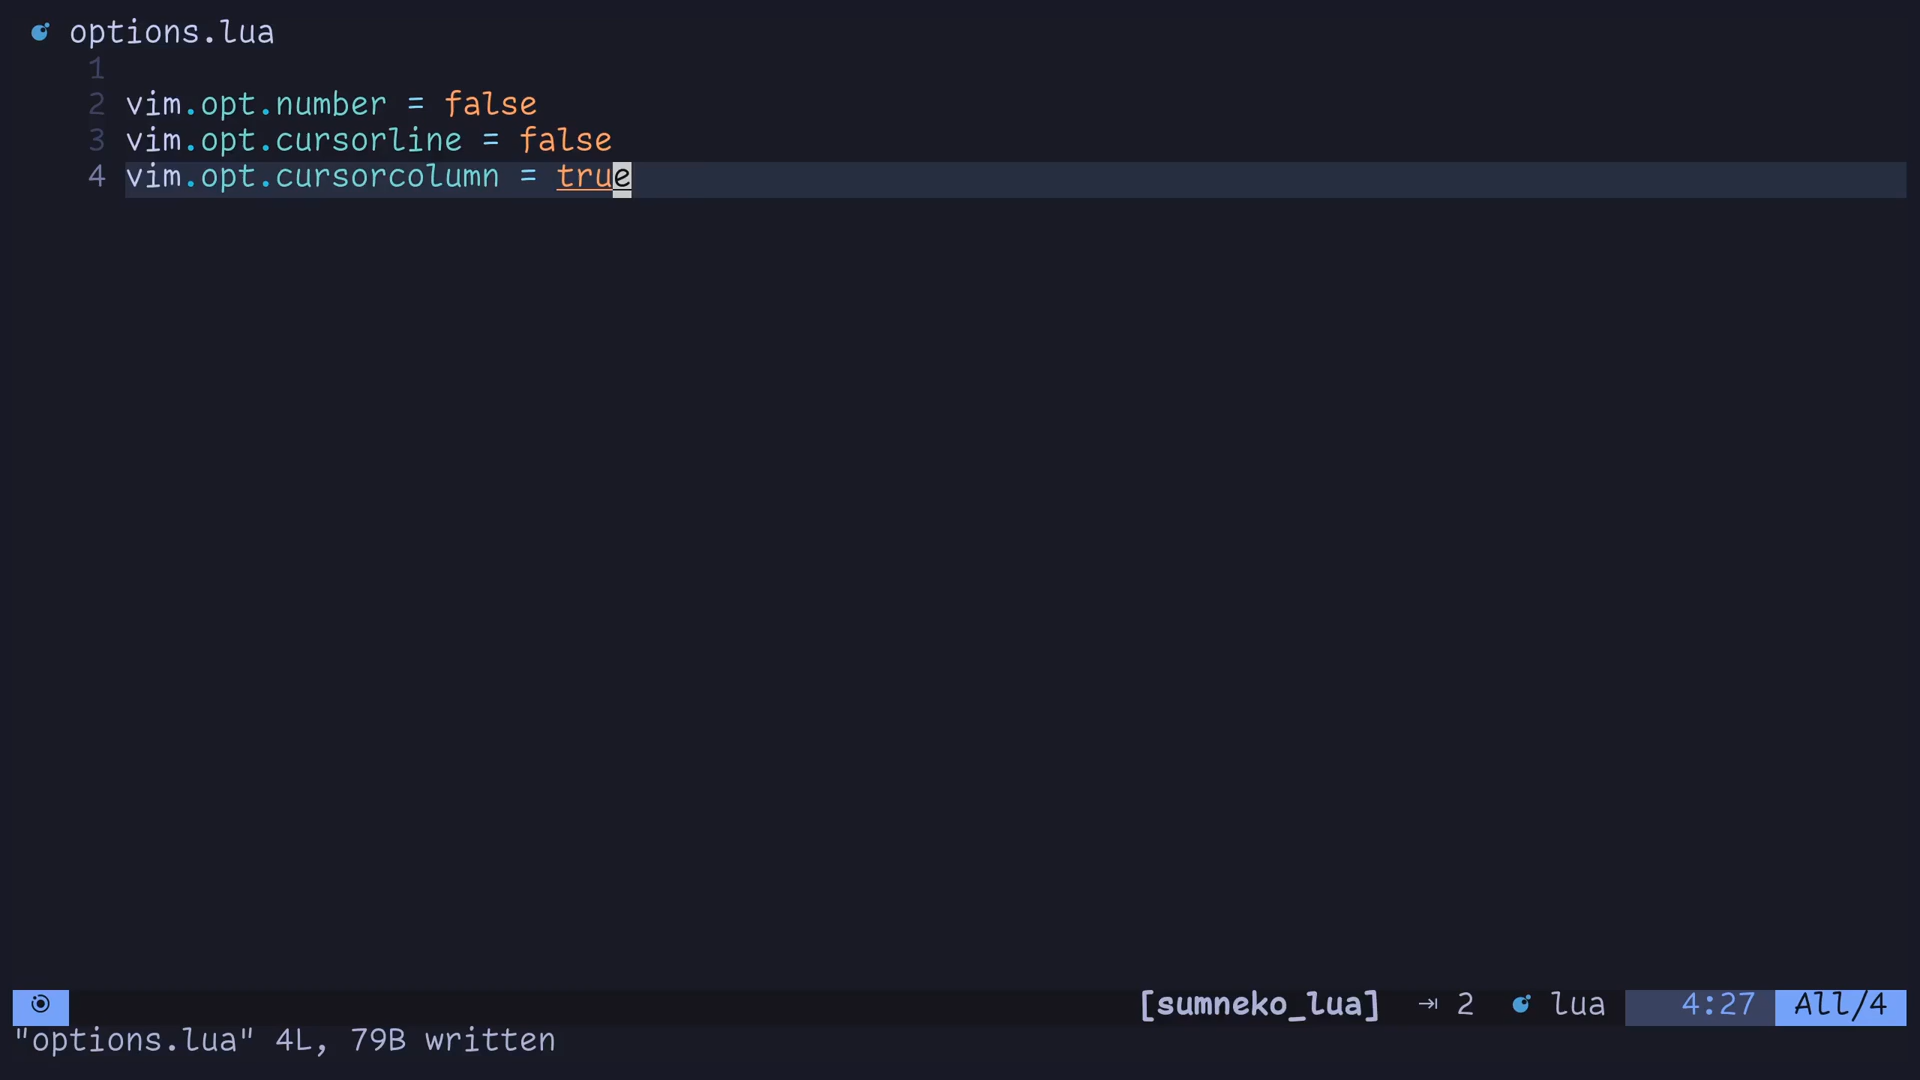 options.lua
1
2 vim.opt.number = false
3 vim.opt.cursorline = false
4 vim.opt.cursorcolumn = true
[sumneko_lua] ⇥ 2 lua 4:27 All/4
"options.lua" 4L, 79B written